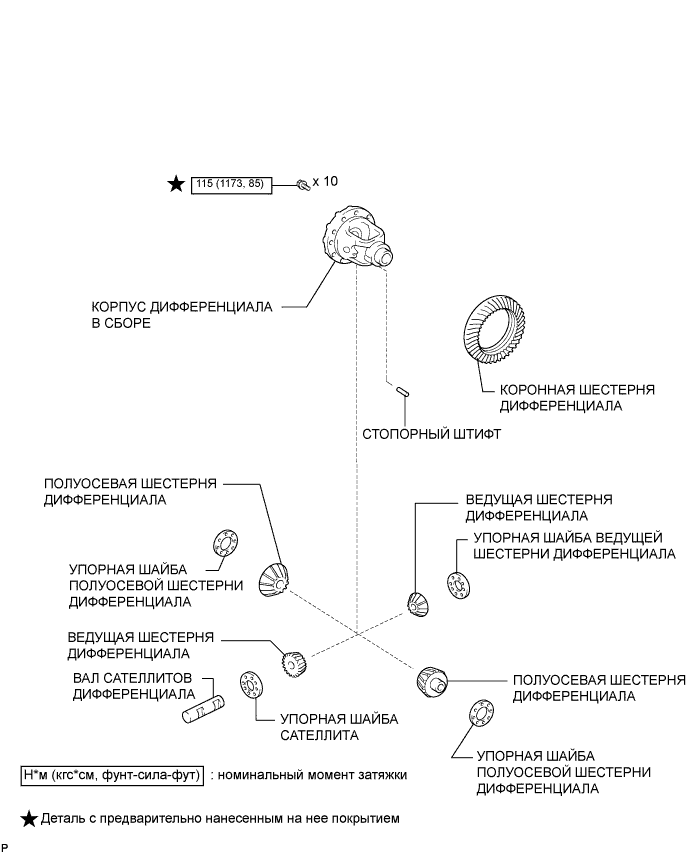 ★ 115 (1173, 85) x 10
КОРПУС ДИФФЕРЕНЦИАЛА
В СБОРЕ
КОРОННАЯ ШЕСТЕРНЯ
ДИФФЕРЕНЦИАЛА
СТОПОРНЫЙ ШТИФТ
ПОЛУОСЕВАЯ ШЕСТЕРНЯ
ДИФФЕРЕНЦИАЛА
ВЕДУЩАЯ ШЕСТЕРНЯ
ДИФФЕРЕНЦИАЛА
УПОРНАЯ ШАЙБА ВЕДУЩЕЙ
ШЕСТЕРНИ ДИФФЕРЕНЦИАЛА
УПОРНАЯ ШАЙБА
ПОЛУОСЕВОЙ ШЕСТЕРНИ
ДИФФЕРЕНЦИАЛА
ВЕДУЩАЯ ШЕСТЕРНЯ
ДИФФЕРЕНЦИАЛА
ВАЛ САТЕЛЛИТОВ
ДИФФЕРЕНЦИАЛА
ПОЛУОСЕВАЯ ШЕСТЕРНЯ
ДИФФЕРЕНЦИАЛА
УПОРНАЯ ШАЙБА
САТЕЛЛИТА
УПОРНАЯ ШАЙБА
ПОЛУОСЕВОЙ ШЕСТЕРНИ
ДИФФЕРЕНЦИАЛА
Н*м (кгс*см, фунт-сила-фут) : номинальный момент затяжки
★ Деталь с предварительно нанесенным на нее покрытием
P